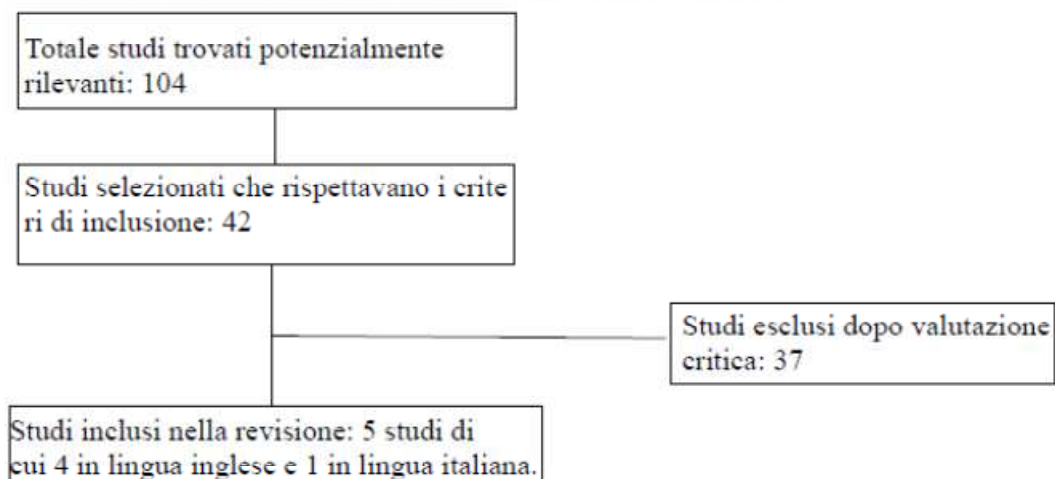 Totale studi trovati potenzialmente
rilevanti: 104
Studi selezionati che rispettavano i crite
ri di inclusione: 42
Studi esclusi dopo valutazione
critica: 37
Studi inclusi nella revisione: 5 studi di
cui 4 in lingua inglese e 1 in lingua italiana.